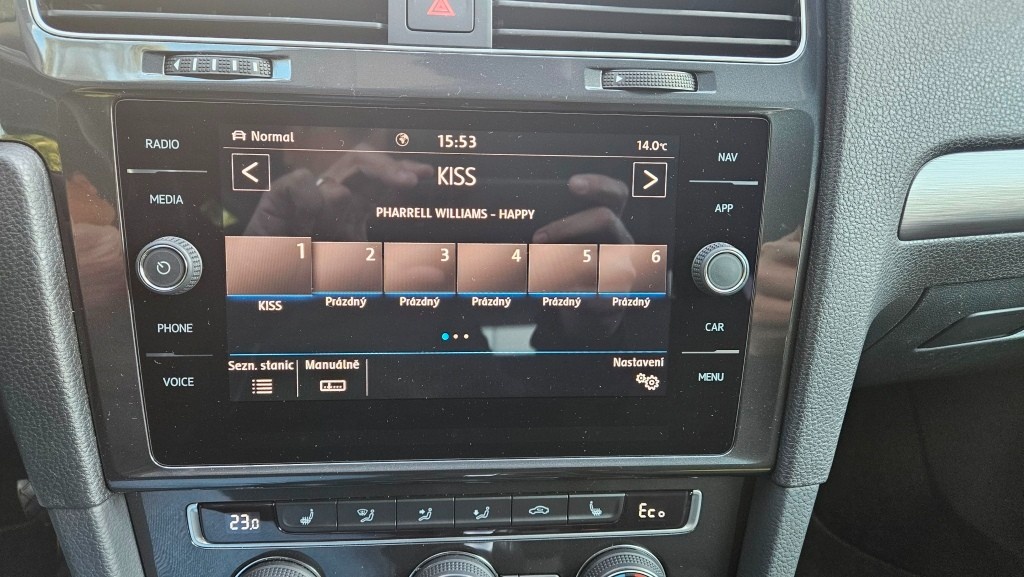 RADIO
MEDIA
PHONE
VOICE
Normal
15:53
14.0°C
<
KISS
>
PHARRELL WILLIAMS - HAPPY
1 2 3 4 5 6
KISS Prázdný Prázdný Prázdný Prázdný Prázdný
Sezn. stanic Manuálně Nastavení
NAV
APP
CAR
MENU
23.0 Eco